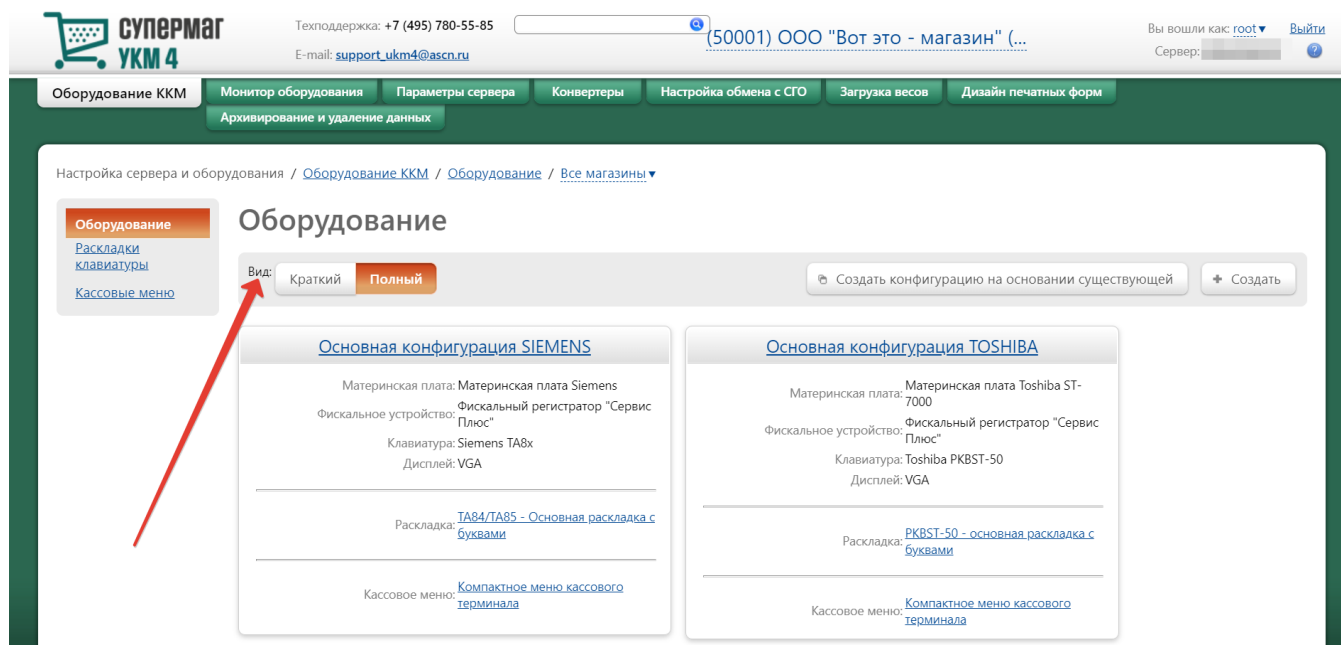 СУПЕРМАГ
УКМ 4
Техподдержка: +7 (495) 780-55-85
E-mail: support_ukm4@ascn.ru
(50001) ООО "Вот это - магазин" (...
Вы вошли как: root ▾ Выйти
Сервер: ?
Оборудование ККМ
Монитор оборудования Параметры сервера Конвертеры Настройка обмена с СГО Загрузка весов Дизайн печатных форм
Архивирование и удаление данных
Настройка сервера и оборудования / Оборудование ККМ / Оборудование / Все магазины ▾
Оборудование
Раскладки
клавиатуры
Кассовые меню
Оборудование
Вид: Краткий Полный
Создать конфигурацию на основании существующей
+ Создать
Основная конфигурация SIEMENS
Материнская плата: Материнская плата Siemens
Фискальное устройство: Фискальный регистратор "Сервис
Плюс"
Клавиатура: Siemens TA8x
Дисплей: VGA
Раскладка: TA84/TA85 - Основная раскладка с
буквами
Кассовое меню: Компактное меню кассового
терминала
Основная конфигурация TOSHIBA
Материнская плата: Материнская плата Toshiba ST-
7000
Фискальное устройство: Фискальный регистратор "Сервис
Плюс"
Клавиатура: Toshiba PKBST-50
Дисплей: VGA
Раскладка: PKBST-50 - основная раскладка с
буквами
Кассовое меню: Компактное меню кассового
терминала